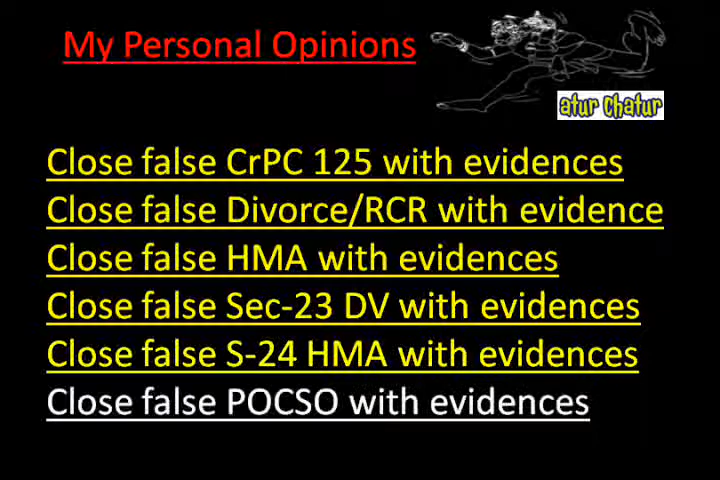 My Personal Opinions
atur Chatur
Close false CrPC 125 with evidences
Close false Divorce/RCR with evidence
Close false HMA with evidences
Close false Sec-23 DV with evidences
Close false S-24 HMA with evidences
Close false POCSO with evidences